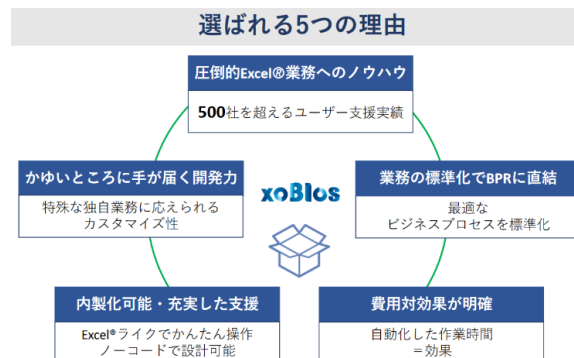 選ばれる5つの理由
圧倒的Excel®業務へのノウハウ
500社を超えるユーザー支援実績
かゆいところに手が届く開発力
特殊な独自業務に応えられる
カスタマイズ性
xoBlos
業務の標準化でBPRに直結
最適な
ビジネスプロセスを標準化
内製化可能・充実した支援
Excel®ライクでかんたん操作
ノーコードで設計可能
費用対効果が明確
自動化した作業時間
＝効果